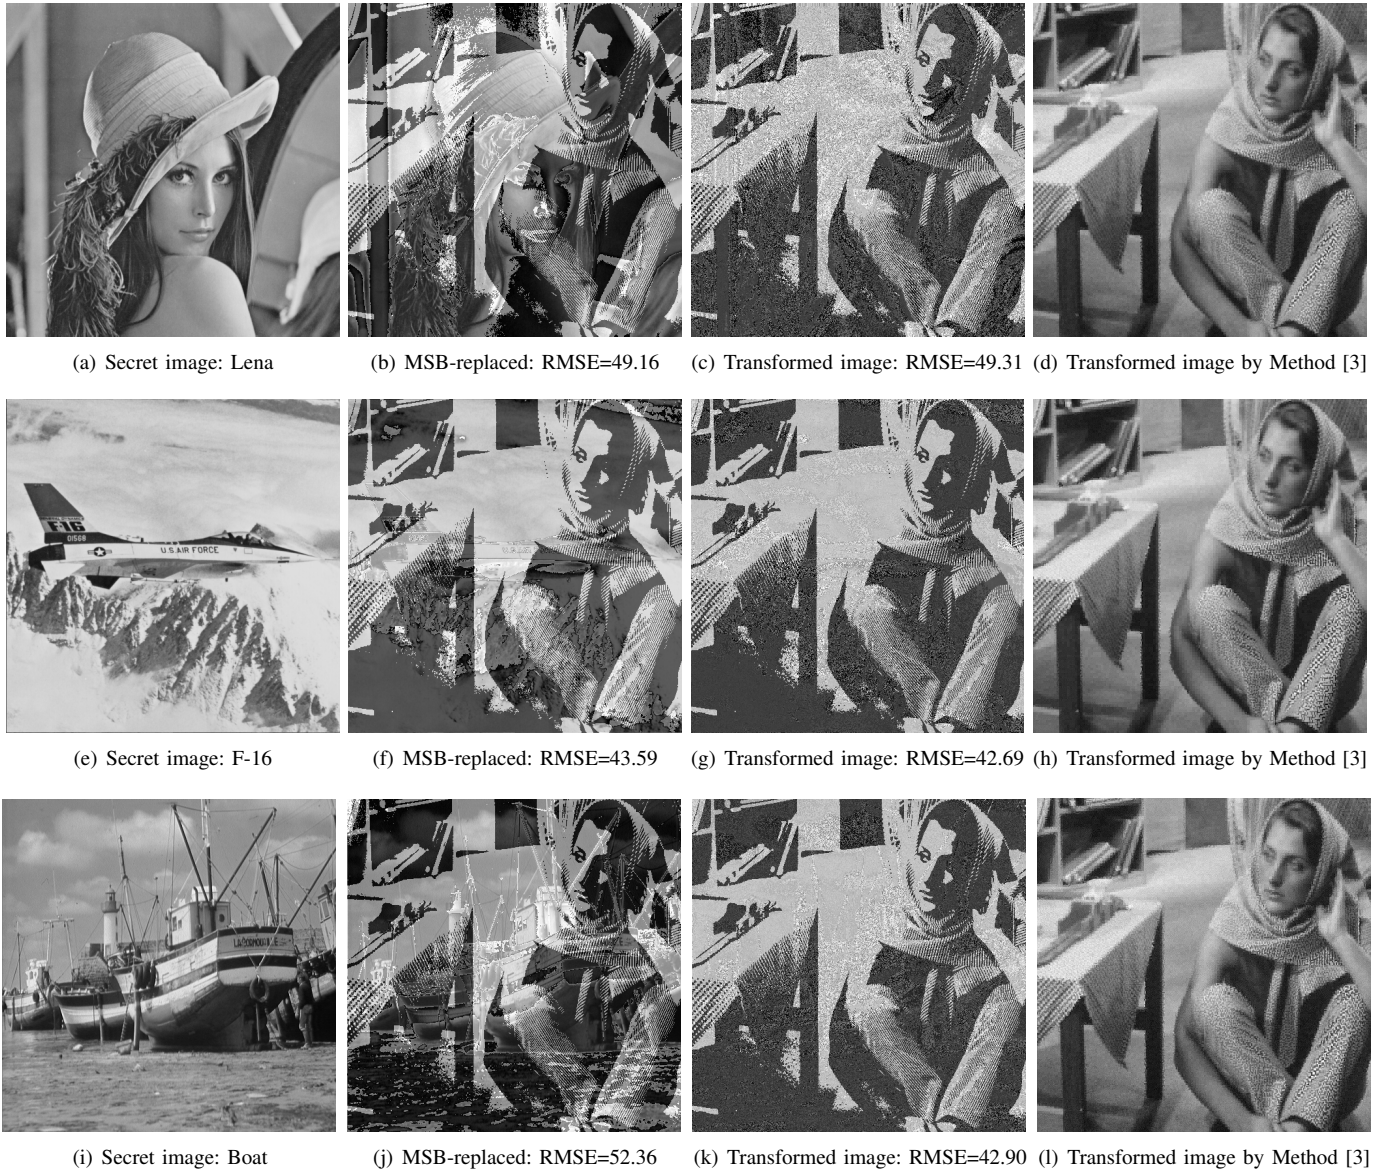 (a) Secret image: Lena
(b) MSB-replaced: RMSE=49.16
(c) Transformed image: RMSE=49.31
(d) Transformed image by Method [3]
F-16
01568
U.S. AIR FORCE
(e) Secret image: F-16
(f) MSB-replaced: RMSE=43.59
(g) Transformed image: RMSE=42.69
(h) Transformed image by Method [3]
(i) Secret image: Boat
(j) MSB-replaced: RMSE=52.36
(k) Transformed image: RMSE=42.90
(l) Transformed image by Method [3]